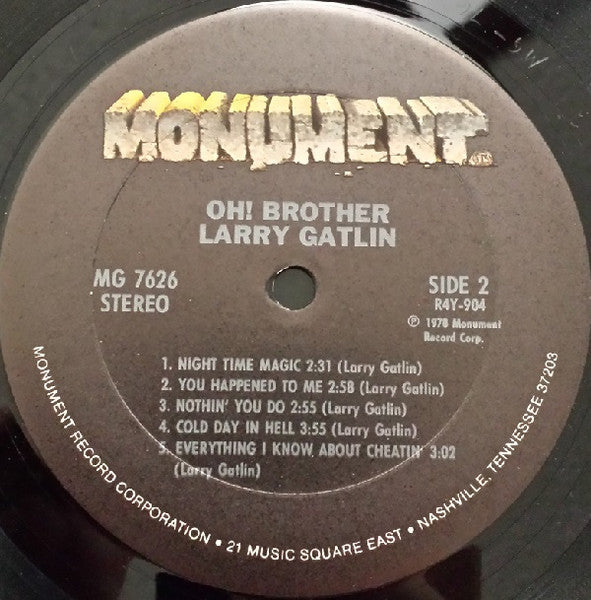 MONUMENT
OH! BROTHER
LARRY GATLIN
MG 7626
STEREO
SIDE 2
R4Y-904
℗ 1978 Monument
Record Corp.
1. NIGHT TIME MAGIC 2:31 (Larry Gatlin)
2. YOU HAPPENED TO ME 2:58 (Larry Gatlin)
3. NOTHIN' YOU DO 2:55 (Larry Gatlin)
4. COLD DAY IN HELL 3:55 (Larry Gatlin)
5. EVERYTHING I KNOW ABOUT CHEATIN' 3:02
(Larry Gatlin)
MONUMENT RECORD CORPORATION • 21 MUSIC SQUARE EAST • NASHVILLE, TENNESSEE 37203